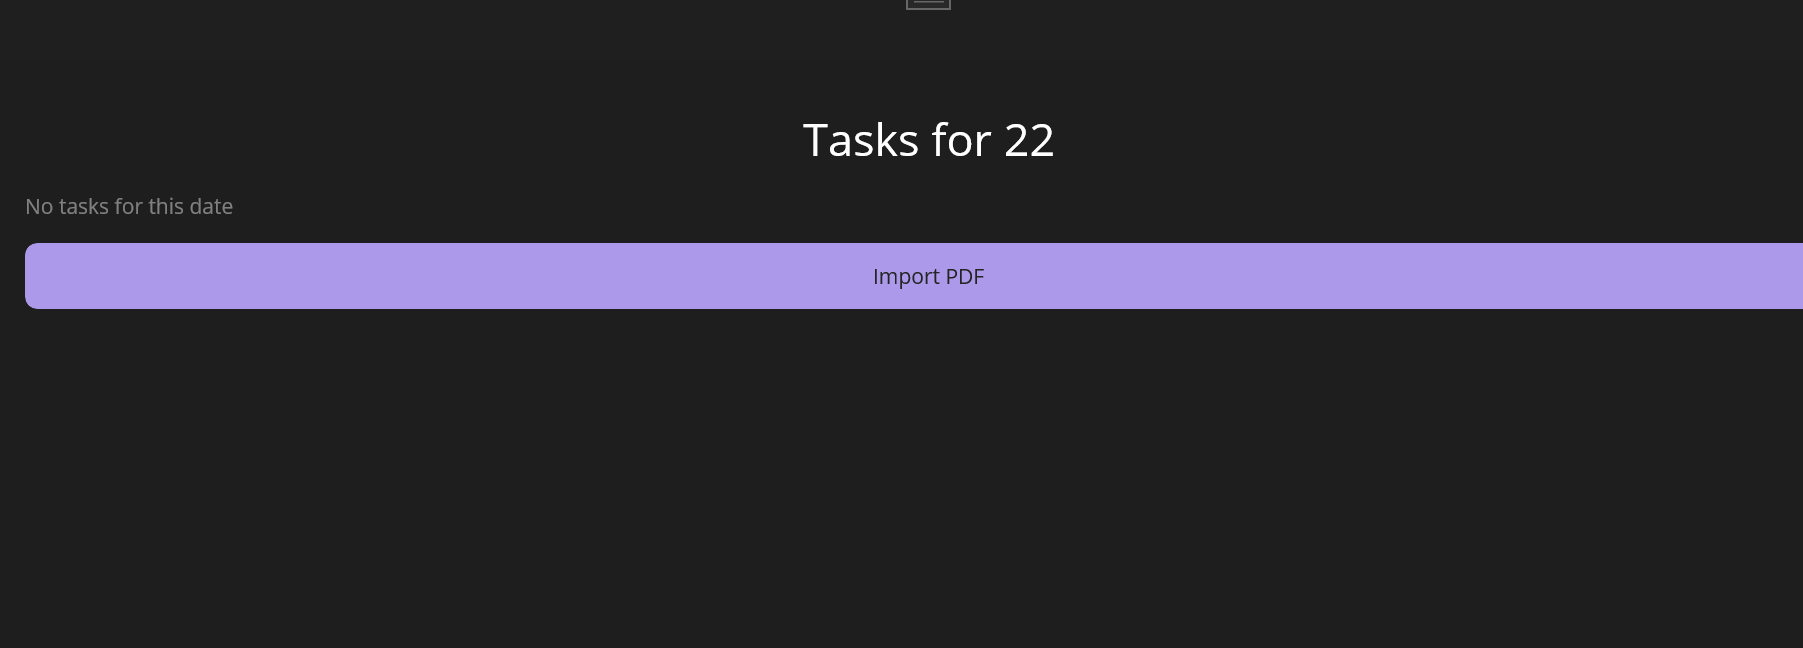 Tasks for 22
No tasks for this date
Import PDF